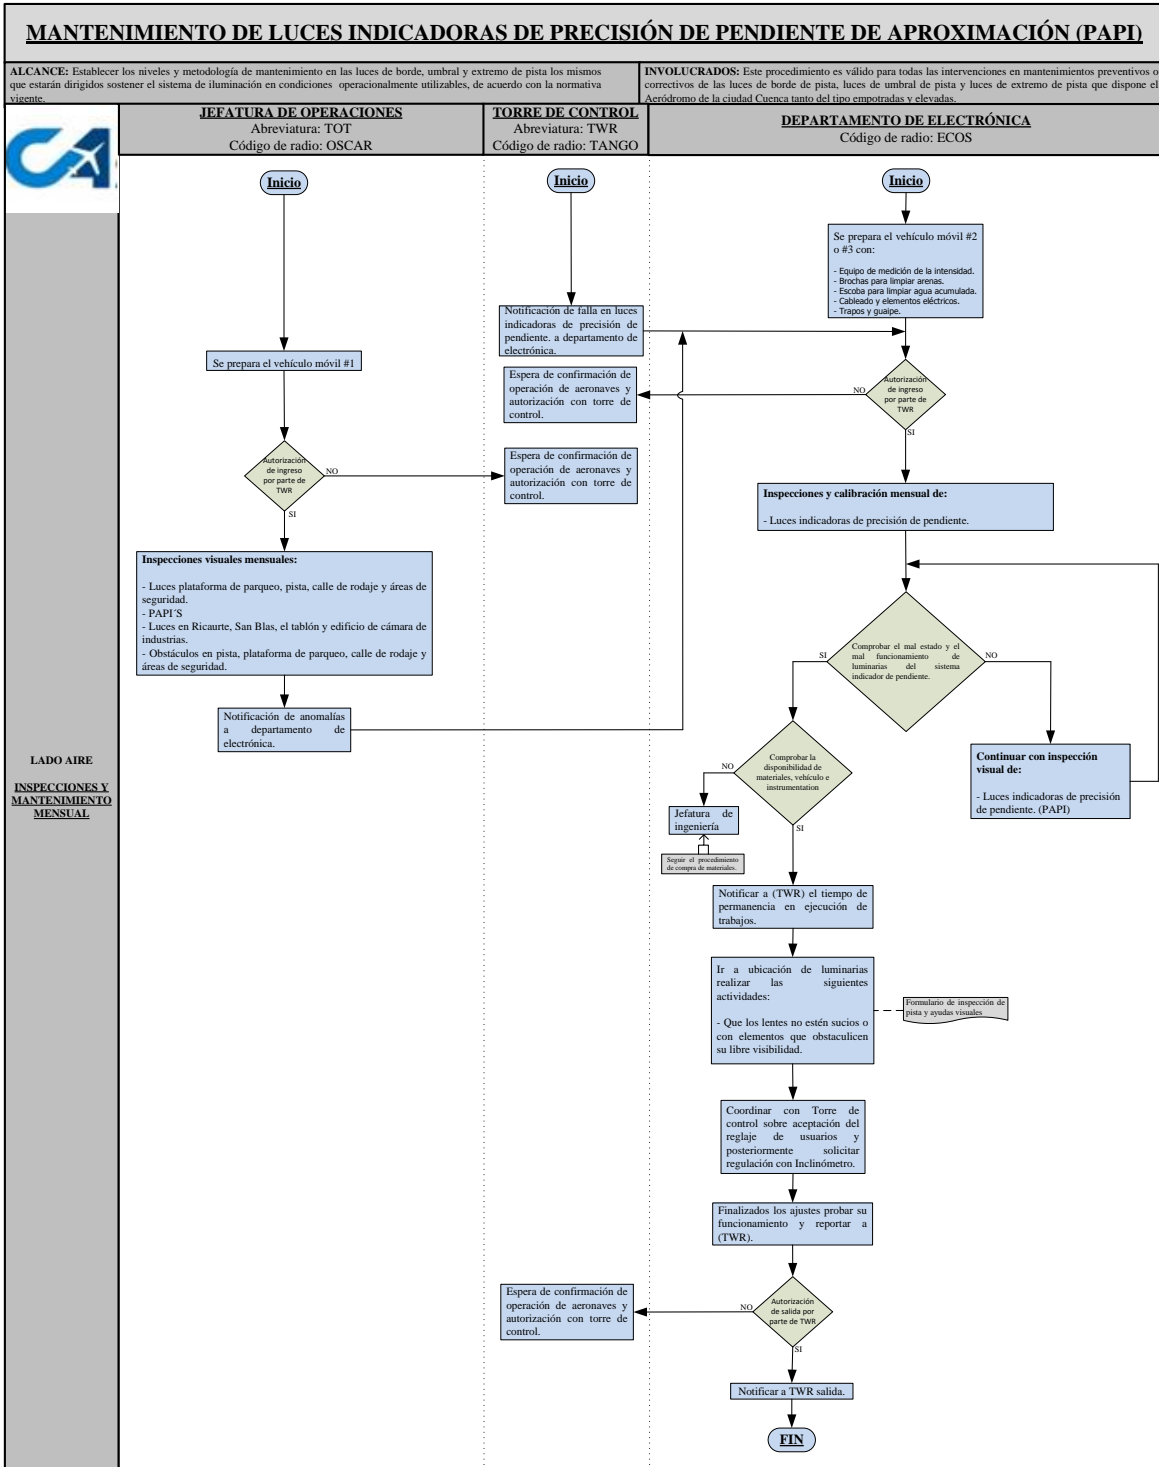 MANTENIMIENTO DE LUCES INDICADORAS DE PRECISIÓN DE PENDIENTE DE APROXIMACIÓN (PAPI)
ALCANCE: Establecer los niveles y metodología de mantenimiento en las luces de borde, umbral y extremo de pista los mismos
que estarán dirigidos sostener el sistema de iluminación en condiciones operacionalmente utilizables, de acuerdo con la normativa
vigente.
INVOLUCRADOS: Este procedimiento es válido para todas las intervenciones en mantenimientos preventivos o
correctivos de las luces de borde de pista, luces de umbral de pista y luces de extremo de pista que dispone el
Aeródromo de la ciudad Cuenca tanto del tipo empotradas y elevadas.
JEFATURA DE OPERACIONES
Abreviatura: TOT
Código de radio: OSCAR
TORRE DE CONTROL
Abreviatura: TWR
Código de radio: TANGO
DEPARTAMENTO DE ELECTRÓNICA
Código de radio: ECOS
CA
LADO AIRE
INSPECCIONES Y
MANTENIMIENTO
MENSUAL
Inicio
Se prepara el vehículo móvil #1
Autorización
de ingreso
por parte de
TWR
NO
SI
Inspecciones visuales mensuales:
- Luces plataforma de parqueo, pista, calle de rodaje y áreas de
seguridad.
- PAPI´S
- Luces en Ricaurte, San Blas, el tablón y edificio de cámara de
industrias.
- Obstáculos en pista, plataforma de parqueo, calle de rodaje y
áreas de seguridad.
Notificación de anomalías
a departamento de
electrónica.
Inicio
Notificación de falla en luces
indicadoras de precisión de
pendiente. a departamento de
electrónica.
Espera de confirmación de
operación de aeronaves y
autorización con torre de
control.
Espera de confirmación de
operación de aeronaves y
autorización con torre de
control.
Espera de confirmación de
operación de aeronaves y
autorización con torre de
control.
Inicio
Se prepara el vehículo móvil #2
o #3 con:
- Equipo de medición de la intensidad.
- Brochas para limpiar arenas.
- Escoba para limpiar agua acumulada.
- Cableado y elementos eléctricos.
- Trapos y guaipe.
Autorización
de ingreso
por parte de
TWR
NO
SI
Inspecciones y calibración mensual de:
- Luces indicadoras de precisión de pendiente.
Comprobar el mal estado y el
mal funcionamiento de
luminarias del sistema
indicador de pendiente.
SI
NO
Continuar con inspección
visual de:
- Luces indicadoras de precisión
de pendiente. (PAPI)
Comprobar la
disponibilidad de
materiales, vehículo e
instrumentation
NO
SI
Jefatura de
ingeniería
Seguir el procedimiento
de compra de materiales.
Notificar a (TWR) el tiempo de
permanencia en ejecución de
trabajos.
Ir a ubicación de luminarias
realizar las siguientes
actividades:
- Que los lentes no estén sucios o
con elementos que obstaculicen
su libre visibilidad.
Formulario de inspección de
pista y ayudas visuales
Coordinar con Torre de
control sobre aceptación del
reglaje de usuarios y
posteriormente solicitar
regulación con Inclinómetro.
Finalizados los ajustes probar su
funcionamiento y reportar a
(TWR).
Autorización
de salida por
parte de TWR
NO
SI
Notificar a TWR salida.
FIN